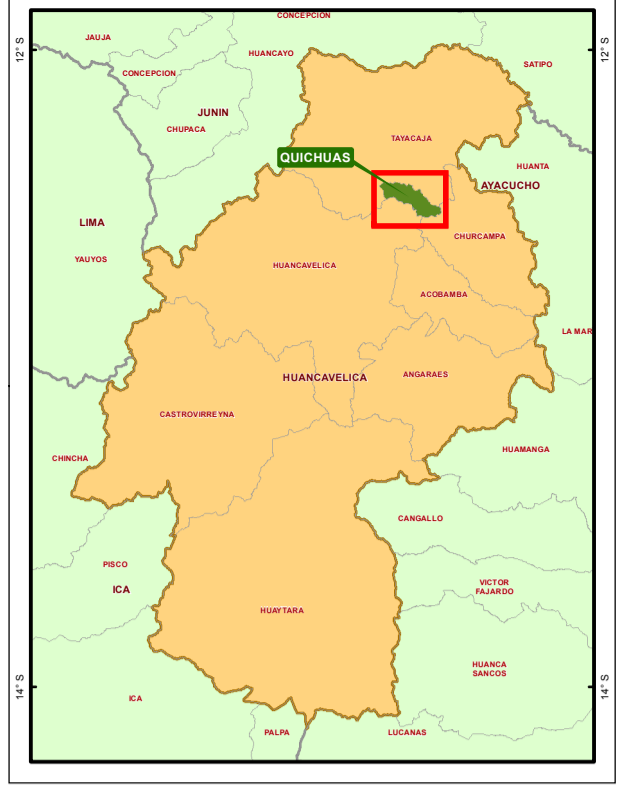 CONCEPCION
JAUJA
12° S
12° S
HUANCAYO
SATIPO
CONCEPCION
JUNIN
CHUPACA
TAYACAJA
QUICHUAS
HUANTA
AYACUCHO
LIMA
CHURCAMPA
YAUYOS
HUANCAVELICA
ACOBAMBA
LA MAR
HUANCAVELICA
ANGARAES
CASTROVIRREYNA
CHINCHA
HUAMANGA
CANGALLO
PISCO
ICA
VICTOR
FAJARDO
HUAYTARA
HUANCA
SANCOS
14° S
14° S
ICA
PALPA
LUCANAS